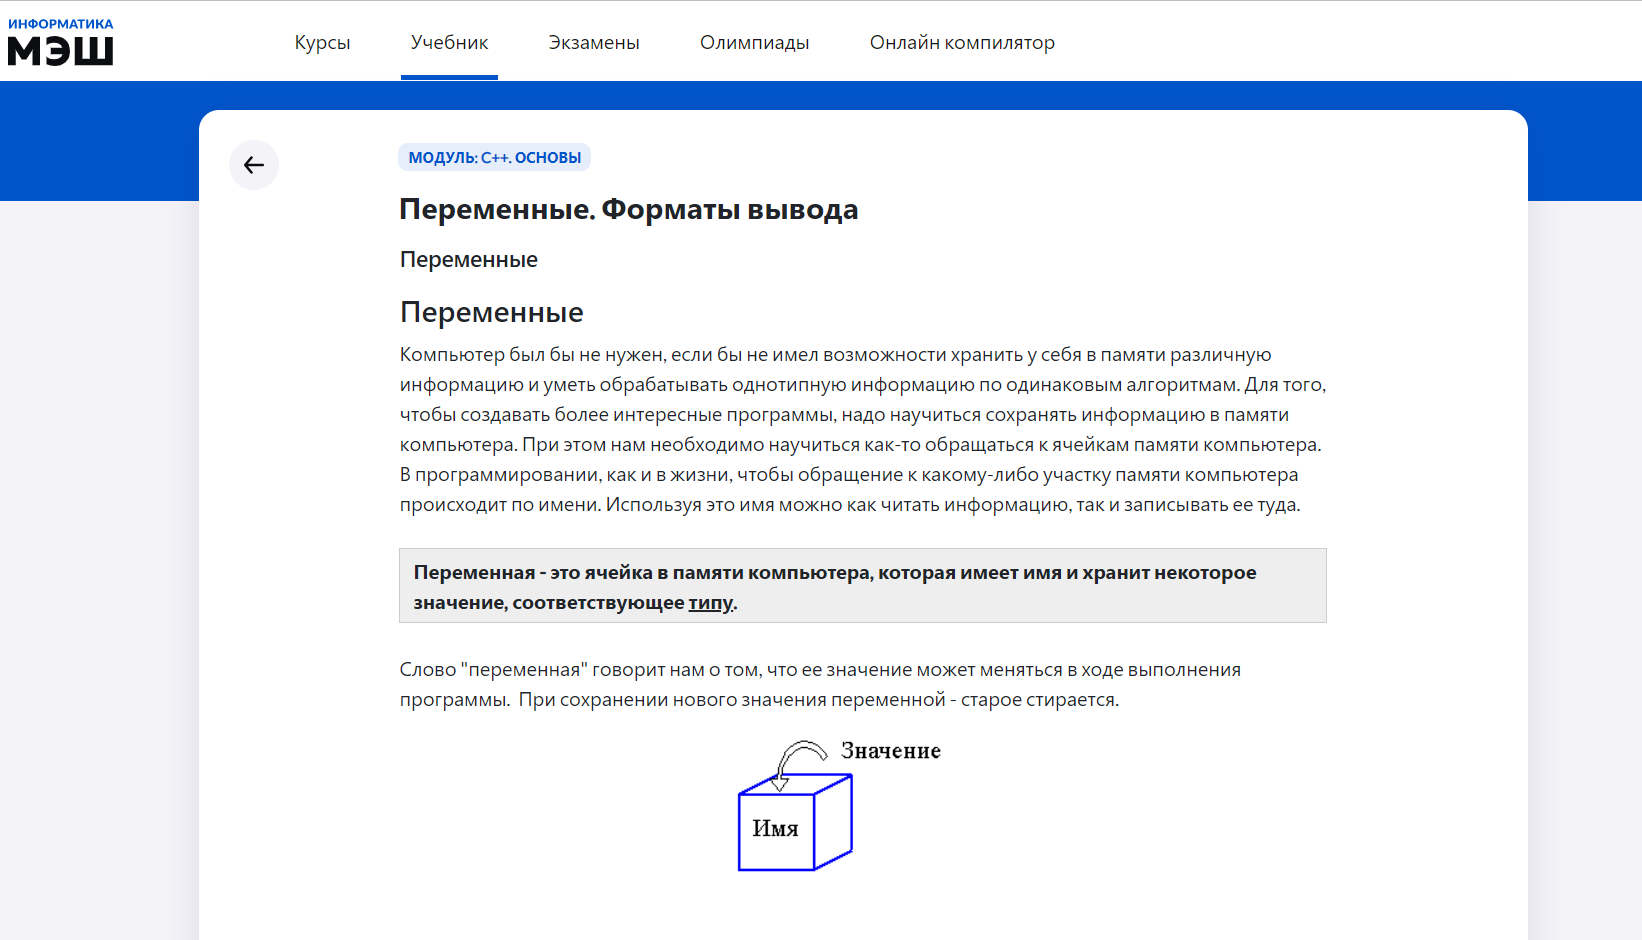 ИНФОРМАТИКА
МЭШ
Курсы
Учебник
Экзамены
Олимпиады
Онлайн компилятор
МОДУЛЬ: C++. ОСНОВЫ
Переменные. Форматы вывода
Переменные
Переменные
Компьютер был бы не нужен, если бы не имел возможности хранить у себя в памяти различную
информацию и уметь обрабатывать однотипную информацию по одинаковым алгоритмам. Для того,
чтобы создавать более интересные программы, надо научиться сохранять информацию в памяти
компьютера. При этом нам необходимо научиться как-то обращаться к ячейкам памяти компьютера.
В программировании, как и в жизни, чтобы обращение к какому-либо участку памяти компьютера
происходит по имени. Используя это имя можно как читать информацию, так и записывать ее туда.
Переменная - это ячейка в памяти компьютера, которая имеет имя и хранит некоторое
значение, соответствующее типу.
Слово "переменная" говорит нам о том, что ее значение может меняться в ходе выполнения
программы.  При сохранении нового значения переменной - старое стирается.
Значение
Имя